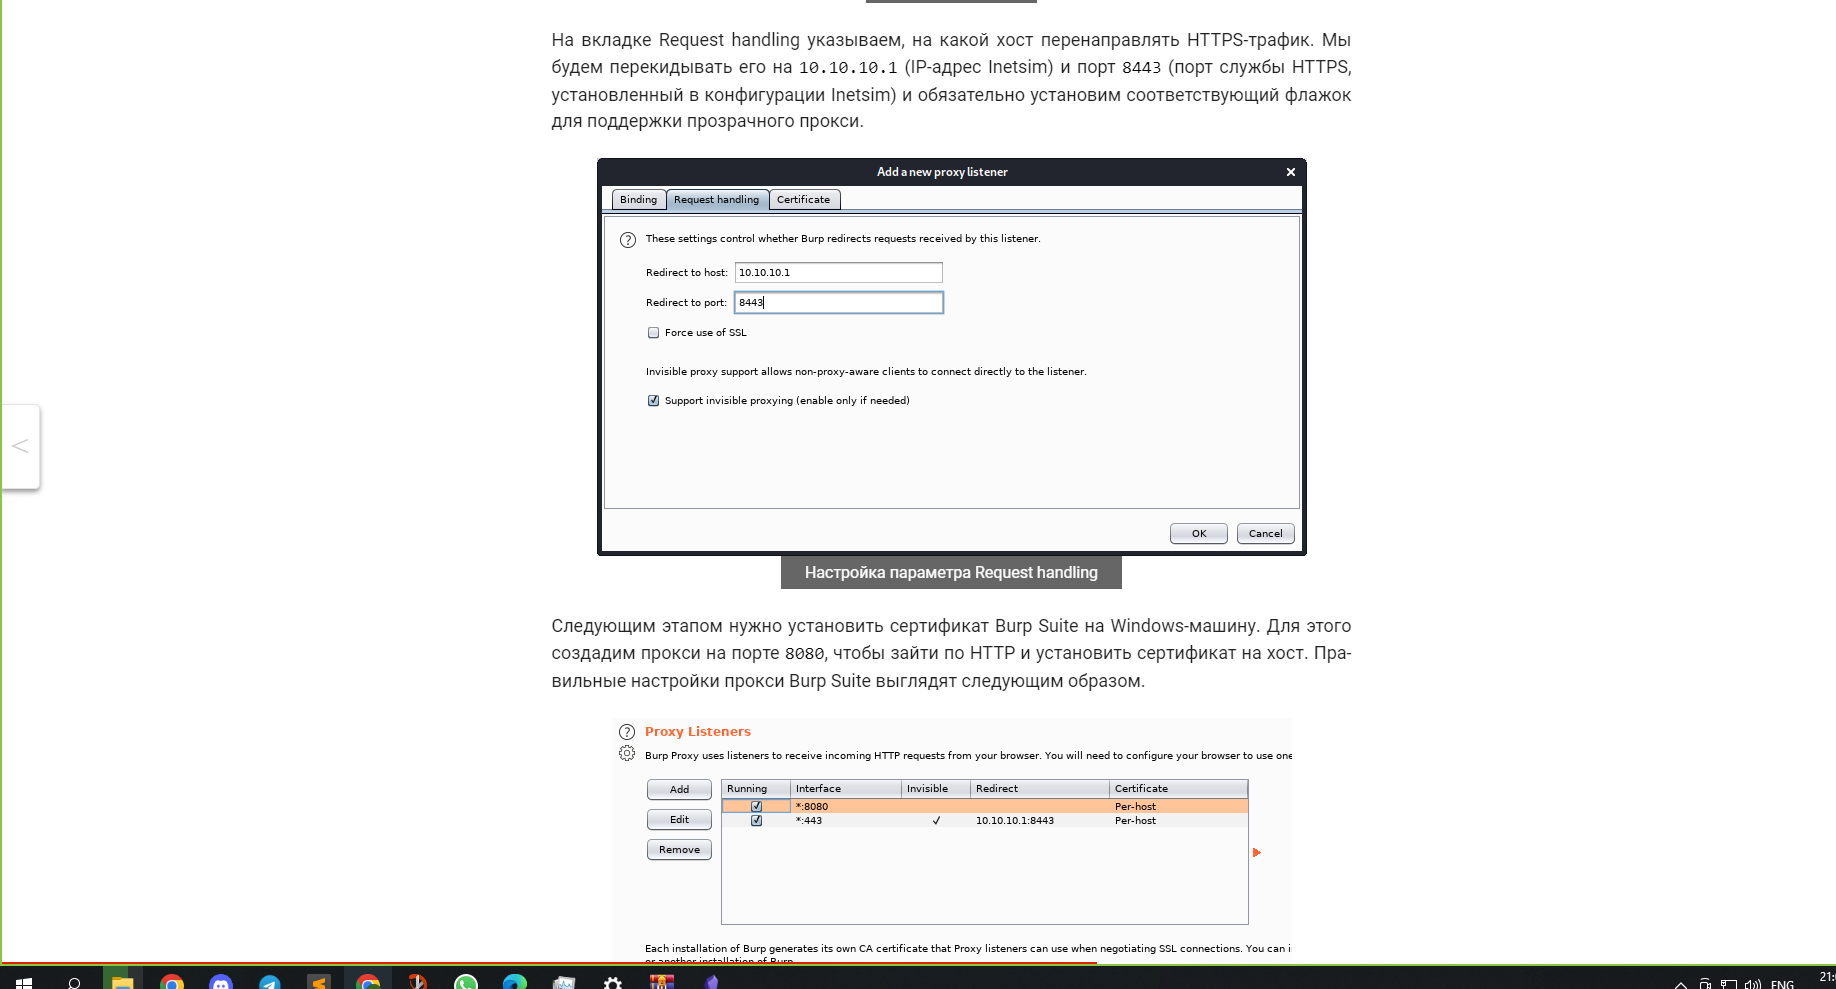 На вкладке Request handling указываем, на какой хост перенаправлять HTTPS-трафик. Мы
будем перекидывать его на 10.10.10.1 (IP-адрес Inetsim) и порт 8443 (порт службы HTTPS,
установленный в конфигурации Inetsim) и обязательно установим соответствующий флажок
для поддержки прозрачного прокси.
Add a new proxy listener
Binding Request handling Certificate
These settings control whether Burp redirects requests received by this listener.
Redirect to host: 10.10.10.1
Redirect to port: 8443
Force use of SSL
Invisible proxy support allows non-proxy-aware clients to connect directly to the listener.
Support invisible proxying (enable only if needed)
OK Cancel
Настройка параметра Request handling
Следующим этапом нужно установить сертификат Burp Suite на Windows-машину. Для этого
создадим прокси на порте 8080, чтобы зайти по HTTP и установить сертификат на хост. Пра-
вильные настройки прокси Burp Suite выглядят следующим образом.
Proxy Listeners
Burp Proxy uses listeners to receive incoming HTTP requests from your browser. You will need to configure your browser to use one
Add
Edit
Remove
Running Interface Invisible Redirect Certificate
*:8080 Per-host
*:443 10.10.10.1:8443 Per-host
Each installation of Burp generates its own CA certificate that Proxy listeners can use when negotiating SSL connections. You can i
or another installation of Burp.
ENG
21: